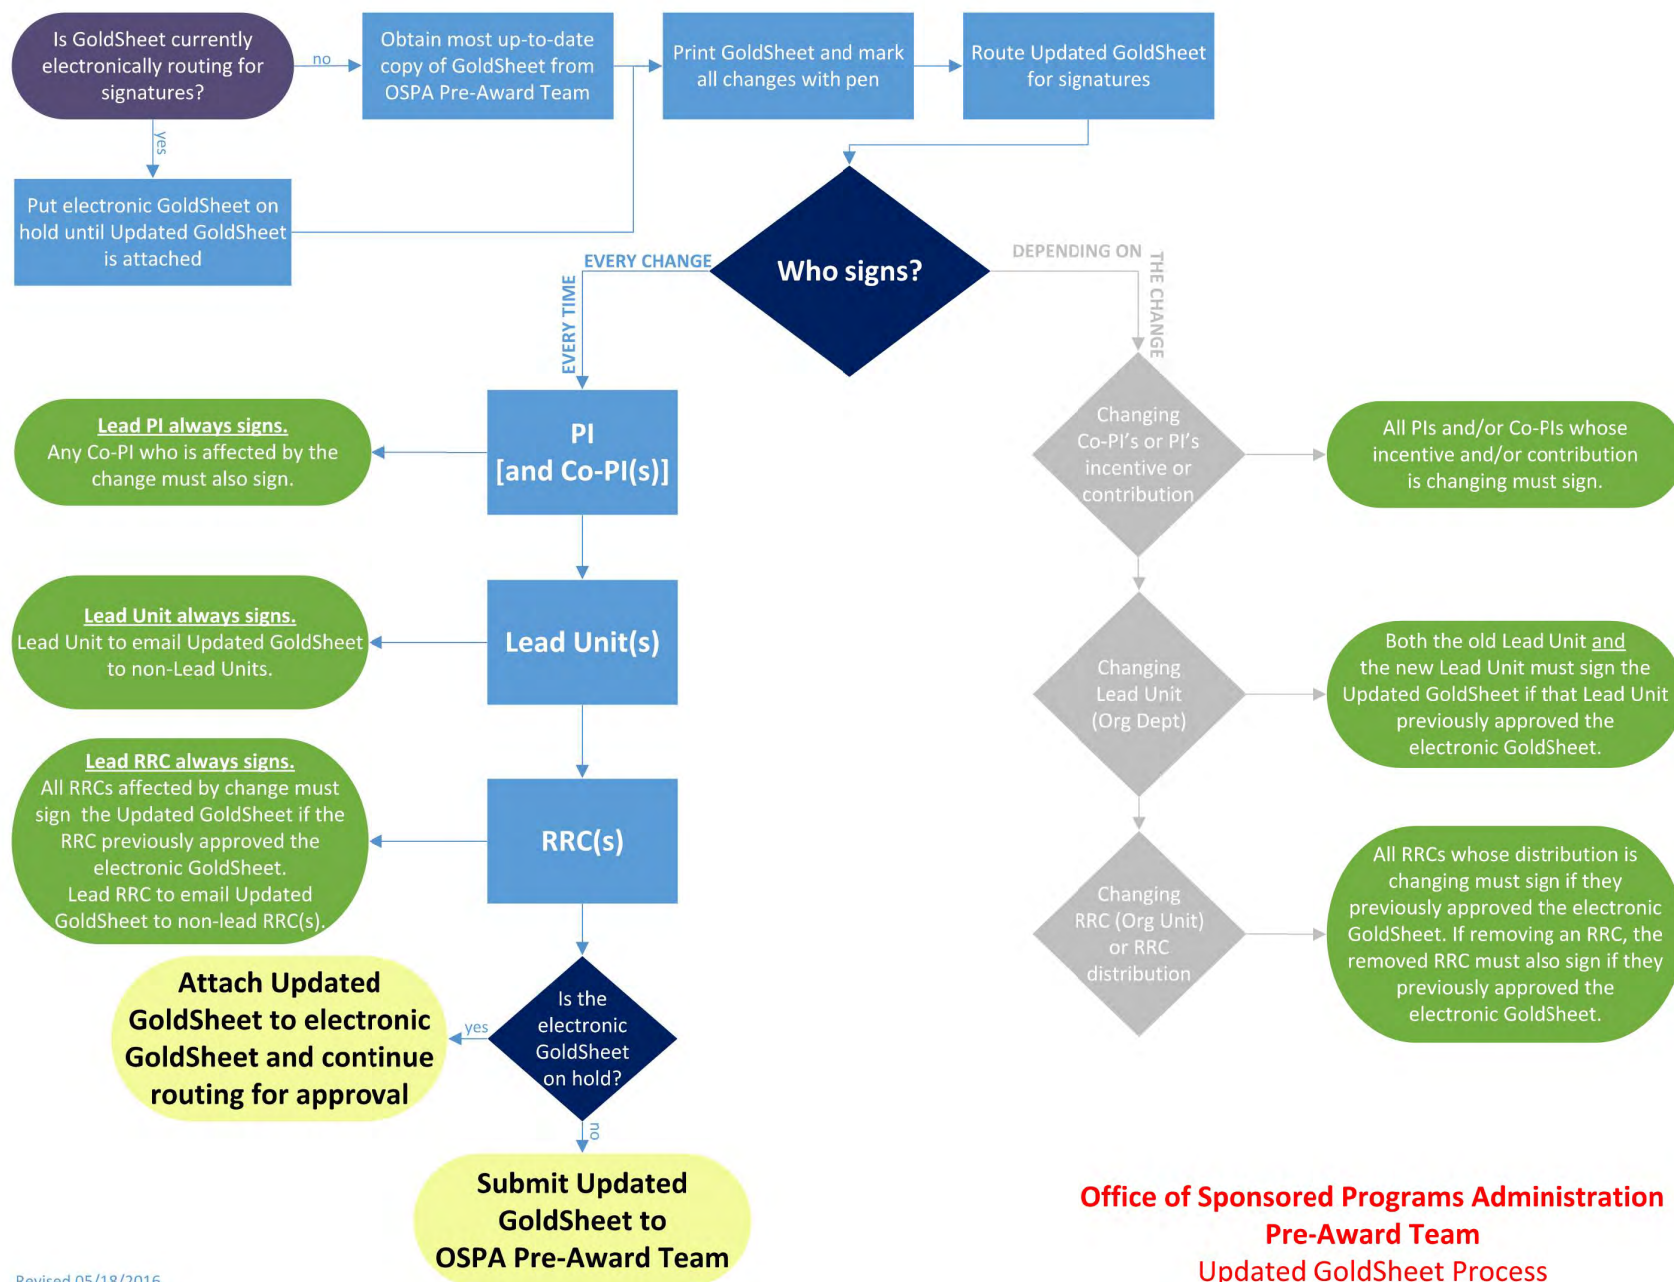 Is GoldSheet currently
electronically routing for
signatures?
no
Obtain most up-to-date
copy of GoldSheet from
OSPA Pre-Award Team
Print GoldSheet and mark
all changes with pen
Route Updated GoldSheet
for signatures
yes
Put electronic GoldSheet on
hold until Updated GoldSheet
is attached
Who signs?
EVERY CHANGE
EVERY TIME
DEPENDING ON
THE CHANGE
PI
[and Co-PI(s)]
Lead PI always signs.
Any Co-PI who is affected by the
change must also sign.
Changing
Co-PI's or PI's
incentive or
contribution
All PIs and/or Co-PIs whose
incentive and/or contribution
is changing must sign.
Lead Unit(s)
Lead Unit always signs.
Lead Unit to email Updated GoldSheet
to non-Lead Units.
Changing
Lead Unit
(Org Dept)
Both the old Lead Unit and
the new Lead Unit must sign the
Updated GoldSheet if that Lead Unit
previously approved the
electronic GoldSheet.
RRC(s)
Lead RRC always signs.
All RRCs affected by change must
sign the Updated GoldSheet if the
RRC previously approved the
electronic GoldSheet.
Lead RRC to email Updated
GoldSheet to non-lead RRC(s).
Changing
RRC (Org Unit)
or RRC
distribution
All RRCs whose distribution is
changing must sign if they
previously approved the electronic
GoldSheet. If removing an RRC, the
removed RRC must also sign if they
previously approved the
electronic GoldSheet.
Is the
electronic
GoldSheet
on hold?
yes
Attach Updated
GoldSheet to electronic
GoldSheet and continue
routing for approval
no
Submit Updated
GoldSheet to
OSPA Pre-Award Team
Office of Sponsored Programs Administration
Pre-Award Team
Updated GoldSheet Process
Revised 05/18/2016